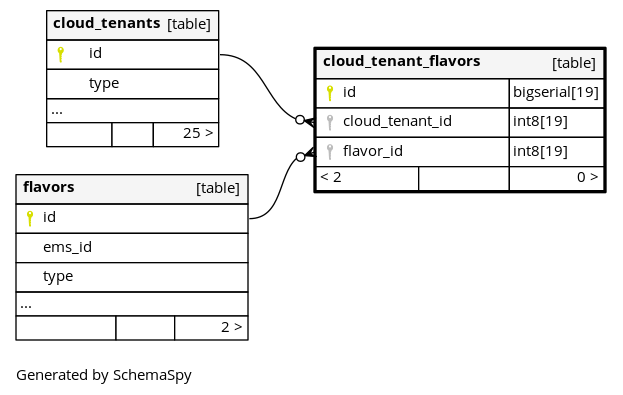 cloud_tenants [table]
id
type
...
25 >
cloud_tenant_flavors [table]
id bigserial[19]
cloud_tenant_id int8[19]
flavor_id int8[19]
< 2 0 >
flavors [table]
id
ems_id
type
...
2 >
Generated by SchemaSpy